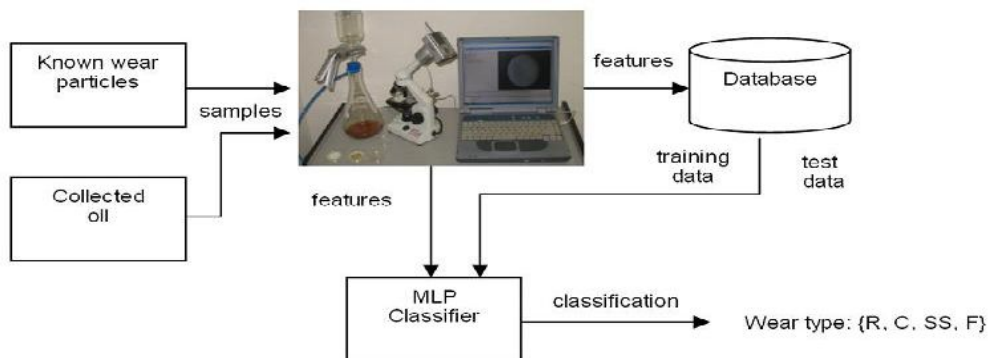 Known wear
particles
samples
Collected
oil
features
Database
training
data
test
data
features
MLP
Classifier
classification
Wear type: {R, C, SS, F}